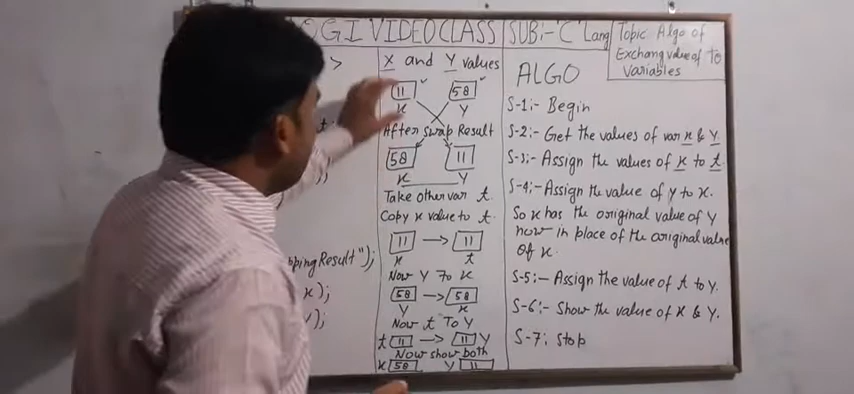 OGI VIDEO CLASS
SUB:- "C" Lang
Topic Algo of
Exchang value of To
Variables
>
t;
);
);
pping Result");
x);
y);
X and Y values
11 58
x Y
After swap Result
58 11
x Y
Take other var t.
Copy x value to t.
11 → 11
x t
Now Y To x
58 → 58
Y x
Now t To Y
t 11 → 11 Y
Now show both
x 58 Y 11
ALGO
S-1:- Begin
S-2:- Get the values of var x & Y
S-3:- Assign the values of x to t.
S-4:- Assign the value of y to x.
So x has the original value of Y
now in place of the original value
of x.
S-5:- Assign the value of t to Y.
S-6:- Show the value of x & Y.
S-7: Stop